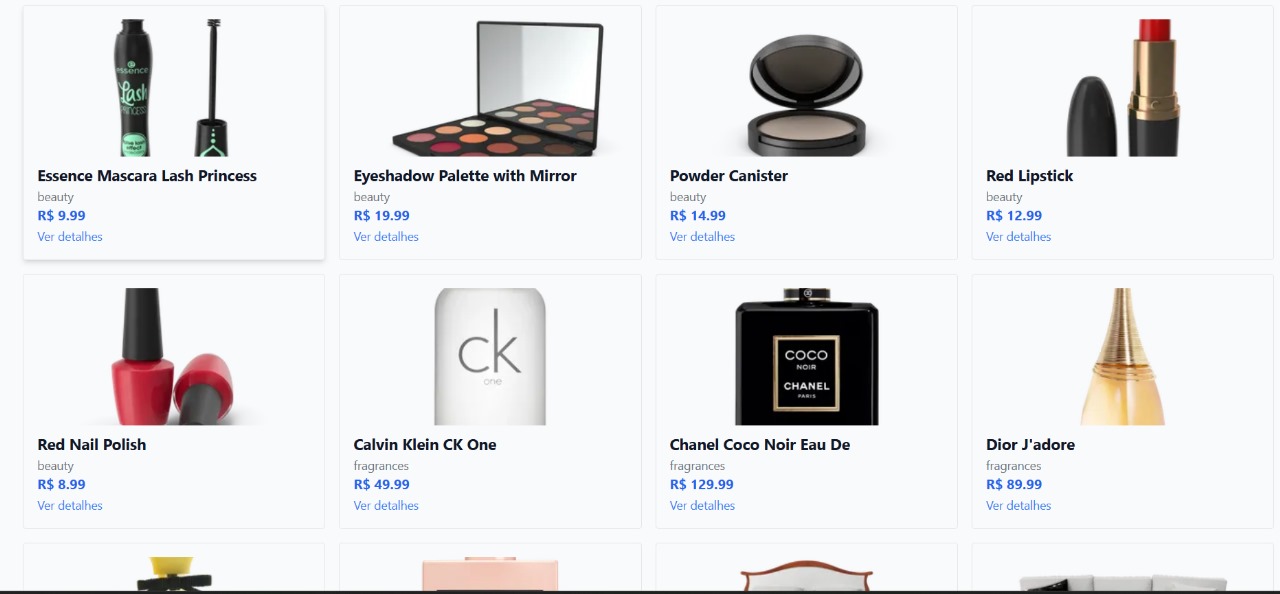 essence
Lash
PRINCESS
Essence Mascara Lash Princess
beauty
R$ 9.99
Ver detalhes
Eyeshadow Palette with Mirror
beauty
R$ 19.99
Ver detalhes
Powder Canister
beauty
R$ 14.99
Ver detalhes
Red Lipstick
beauty
R$ 12.99
Ver detalhes
Red Nail Polish
beauty
R$ 8.99
Ver detalhes
ck
one
Calvin Klein CK One
fragrances
R$ 49.99
Ver detalhes
COCO
NOIR
CHANEL
PARIS
Chanel Coco Noir Eau De
fragrances
R$ 129.99
Ver detalhes
Dior J'adore
fragrances
R$ 89.99
Ver detalhes